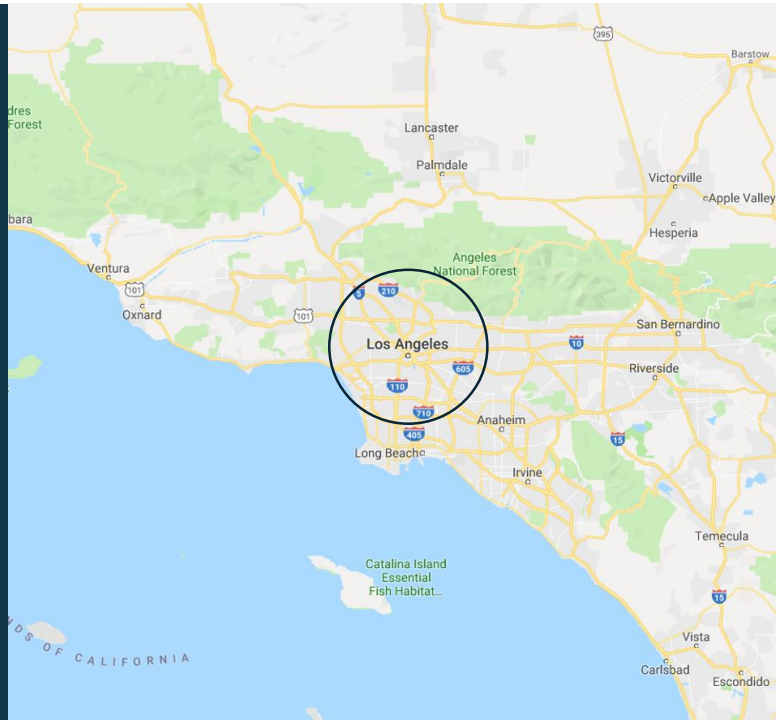 395
Barstow
dres
Forest
Lancaster
Palmdale
Victorville
Apple Valley
bara
Hesperia
Angeles
National Forest
Ventura
101
Oxnard
101
5
210
San Bernardino
Los Angeles
10
605
Riverside
110
710
Anaheim
405
15
Long Beach
Irvine
Temecula
Catalina Island
Essential
Fish Habitat...
15
NDS OF CALIFORNIA
Vista
Carlsbad
Escondido